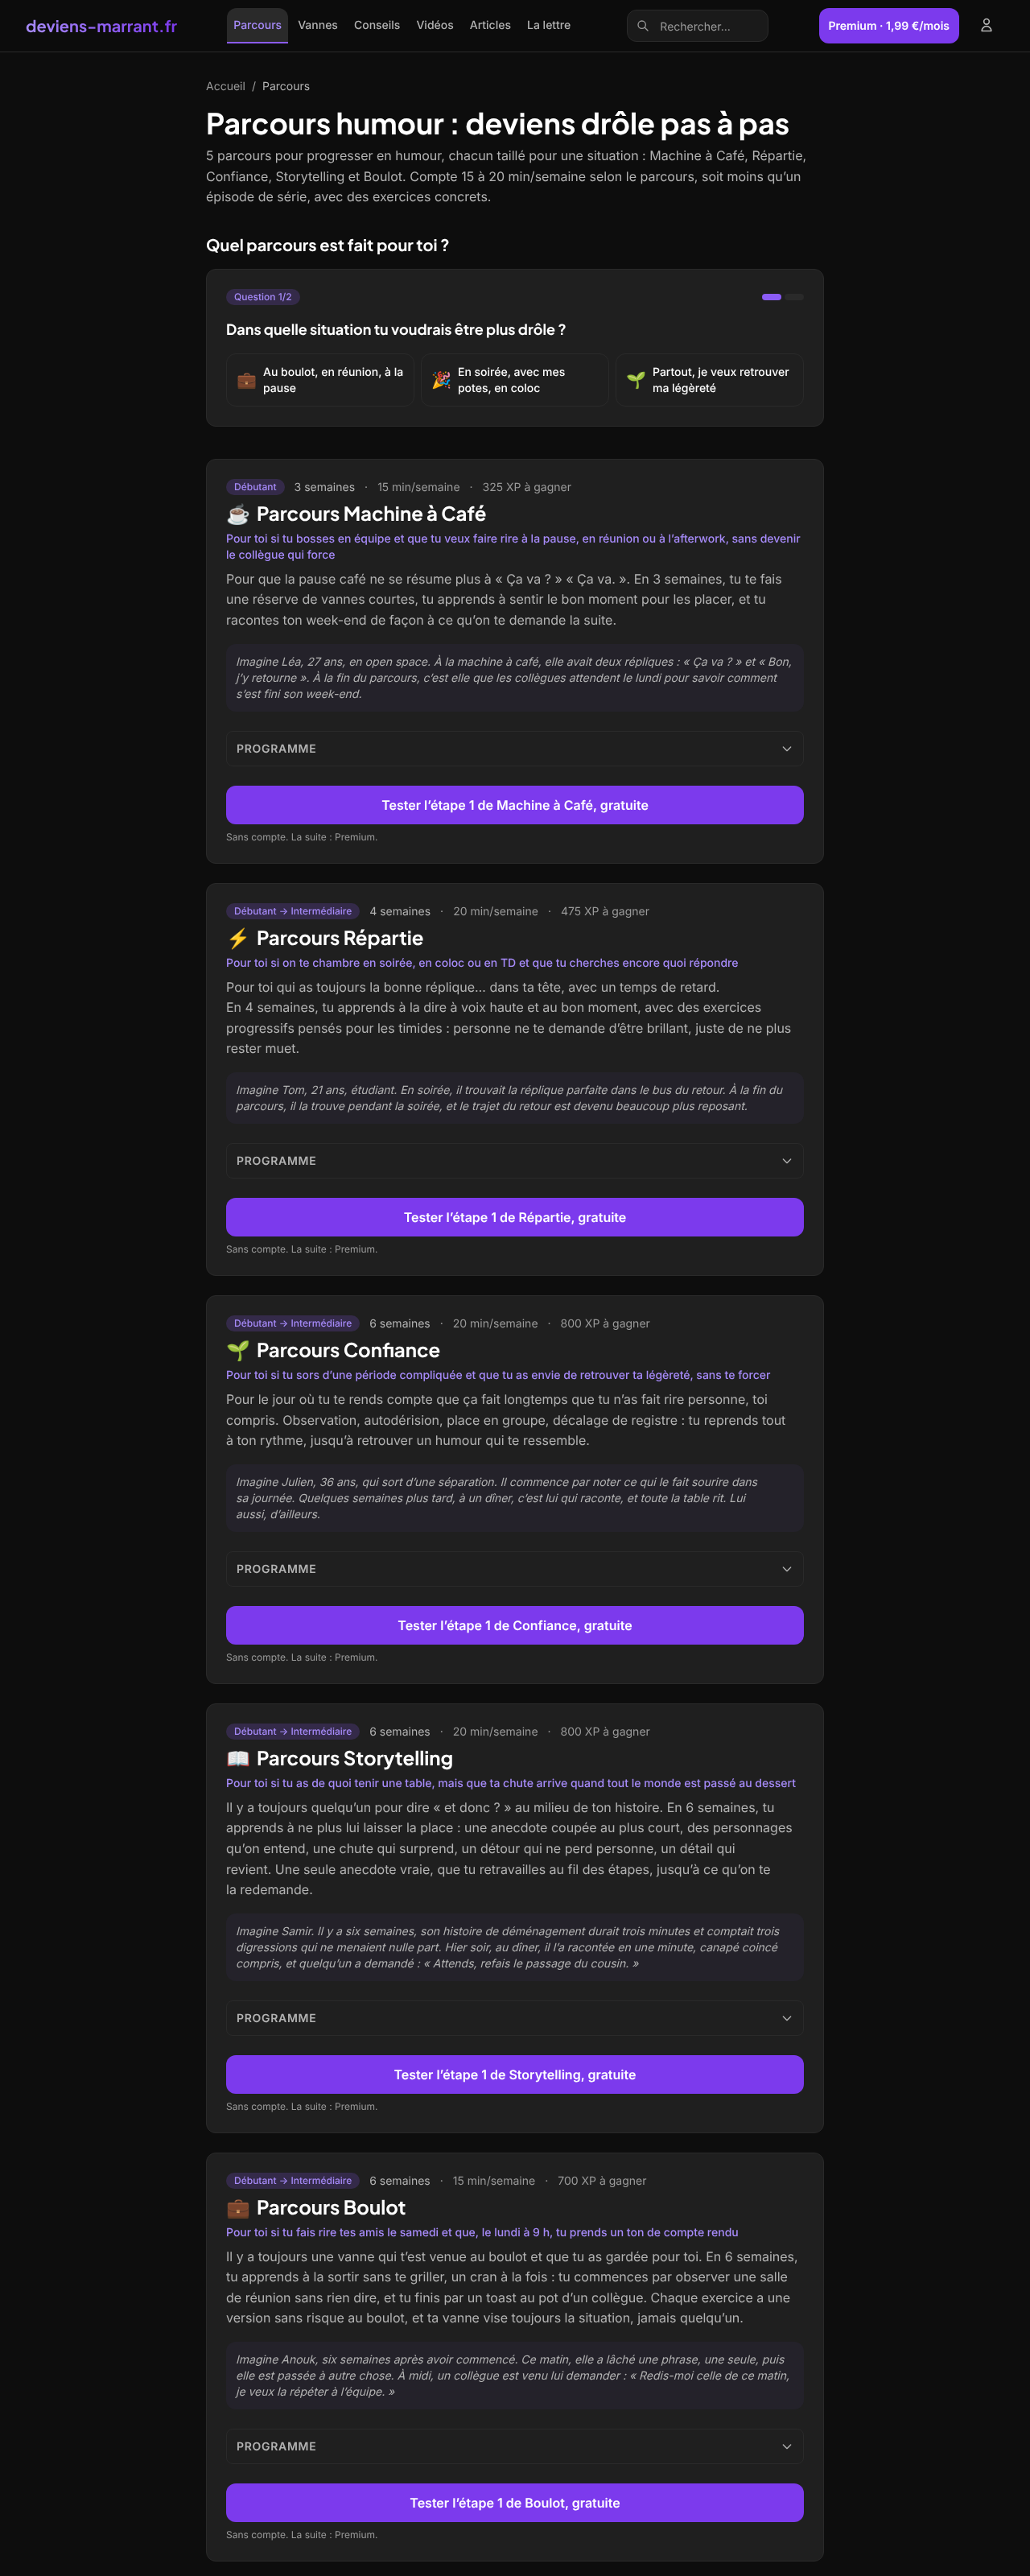 deviens-marrant.fr
Parcours
Vannes
Conseils
Vidéos
Articles
La lettre
Rechercher...
Premium · 1,99 €/mois
Accueil / Parcours
Parcours humour : deviens drôle pas à pas
5 parcours pour progresser en humour, chacun taillé pour une situation : Machine à Café, Répartie,
Confiance, Storytelling et Boulot. Compte 15 à 20 min/semaine selon le parcours, soit moins qu’un
épisode de série, avec des exercices concrets.
Quel parcours est fait pour toi ?
Question 1/2
Dans quelle situation tu voudrais être plus drôle ?
Au boulot, en réunion, à la
pause
En soirée, avec mes
potes, en coloc
Partout, je veux retrouver
ma légèreté
Débutant 3 semaines · 15 min/semaine · 325 XP à gagner
Parcours Machine à Café
Pour toi si tu bosses en équipe et que tu veux faire rire à la pause, en réunion ou à l’afterwork, sans devenir
le collègue qui force
Pour que la pause café ne se résume plus à « Ça va ? » « Ça va. ». En 3 semaines, tu te fais
une réserve de vannes courtes, tu apprends à sentir le bon moment pour les placer, et tu
racontes ton week-end de façon à ce qu’on te demande la suite.
Imagine Léa, 27 ans, en open space. À la machine à café, elle avait deux répliques : « Ça va ? » et « Bon,
j’y retourne ». À la fin du parcours, c’est elle que les collègues attendent le lundi pour savoir comment
s’est fini son week-end.
PROGRAMME
Tester l’étape 1 de Machine à Café, gratuite
Sans compte. La suite : Premium.
Débutant → Intermédiaire 4 semaines · 20 min/semaine · 475 XP à gagner
Parcours Répartie
Pour toi si on te chambre en soirée, en coloc ou en TD et que tu cherches encore quoi répondre
Pour toi qui as toujours la bonne réplique... dans ta tête, avec un temps de retard.
En 4 semaines, tu apprends à la dire à voix haute et au bon moment, avec des exercices
progressifs pensés pour les timides : personne ne te demande d’être brillant, juste de ne plus
rester muet.
Imagine Tom, 21 ans, étudiant. En soirée, il trouvait la réplique parfaite dans le bus du retour. À la fin du
parcours, il la trouve pendant la soirée, et le trajet du retour est devenu beaucoup plus reposant.
PROGRAMME
Tester l’étape 1 de Répartie, gratuite
Sans compte. La suite : Premium.
Débutant → Intermédiaire 6 semaines · 20 min/semaine · 800 XP à gagner
Parcours Confiance
Pour toi si tu sors d’une période compliquée et que tu as envie de retrouver ta légèreté, sans te forcer
Pour le jour où tu te rends compte que ça fait longtemps que tu n’as fait rire personne, toi
compris. Observation, autodérision, place en groupe, décalage de registre : tu reprends tout
à ton rythme, jusqu’à retrouver un humour qui te ressemble.
Imagine Julien, 36 ans, qui sort d’une séparation. Il commence par noter ce qui le fait sourire dans
sa journée. Quelques semaines plus tard, à un dîner, c’est lui qui raconte, et toute la table rit. Lui
aussi, d’ailleurs.
PROGRAMME
Tester l’étape 1 de Confiance, gratuite
Sans compte. La suite : Premium.
Débutant → Intermédiaire 6 semaines · 20 min/semaine · 800 XP à gagner
Parcours Storytelling
Pour toi si tu as de quoi tenir une table, mais que ta chute arrive quand tout le monde est passé au dessert
Il y a toujours quelqu’un pour dire « et donc ? » au milieu de ton histoire. En 6 semaines, tu
apprends à ne plus lui laisser la place : une anecdote coupée au plus court, des personnages
qu’on entend, une chute qui surprend, un détour qui ne perd personne, un détail qui
revient. Une seule anecdote vraie, que tu retravailles au fil des étapes, jusqu’à ce qu’on te
la redemande.
Imagine Samir. Il y a six semaines, son histoire de déménagement durait trois minutes et comptait trois
digressions qui ne menaient nulle part. Hier soir, au dîner, il l’a racontée en une minute, canapé coincé
compris, et quelqu’un a demandé : « Attends, refais le passage du cousin. »
PROGRAMME
Tester l’étape 1 de Storytelling, gratuite
Sans compte. La suite : Premium.
Débutant → Intermédiaire 6 semaines · 15 min/semaine · 700 XP à gagner
Parcours Boulot
Pour toi si tu fais rire tes amis le samedi et que, le lundi à 9 h, tu prends un ton de compte rendu
Il y a toujours une vanne qui t’est venue au boulot et que tu as gardée pour toi. En 6 semaines,
tu apprends à la sortir sans te griller, un cran à la fois : tu commences par observer une salle
de réunion sans rien dire, et tu finis par un toast au pot d’un collègue. Chaque exercice a une
version sans risque au boulot, et ta vanne vise toujours la situation, jamais quelqu’un.
Imagine Anouk, six semaines après avoir commencé. Ce matin, elle a lâché une phrase, une seule, puis
elle est passée à autre chose. À midi, un collègue est venu lui demander : « Redis-moi celle de ce matin,
je veux la répéter à l’équipe. »
PROGRAMME
Tester l’étape 1 de Boulot, gratuite
Sans compte. La suite : Premium.